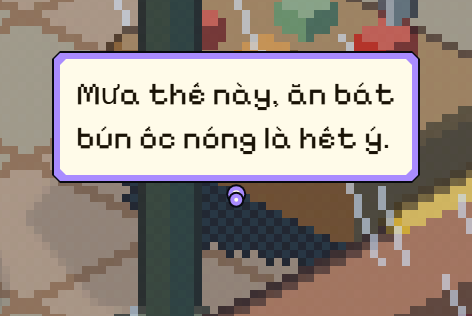 Mưa thế này, ăn bát
bún ốc nóng là hết ý.